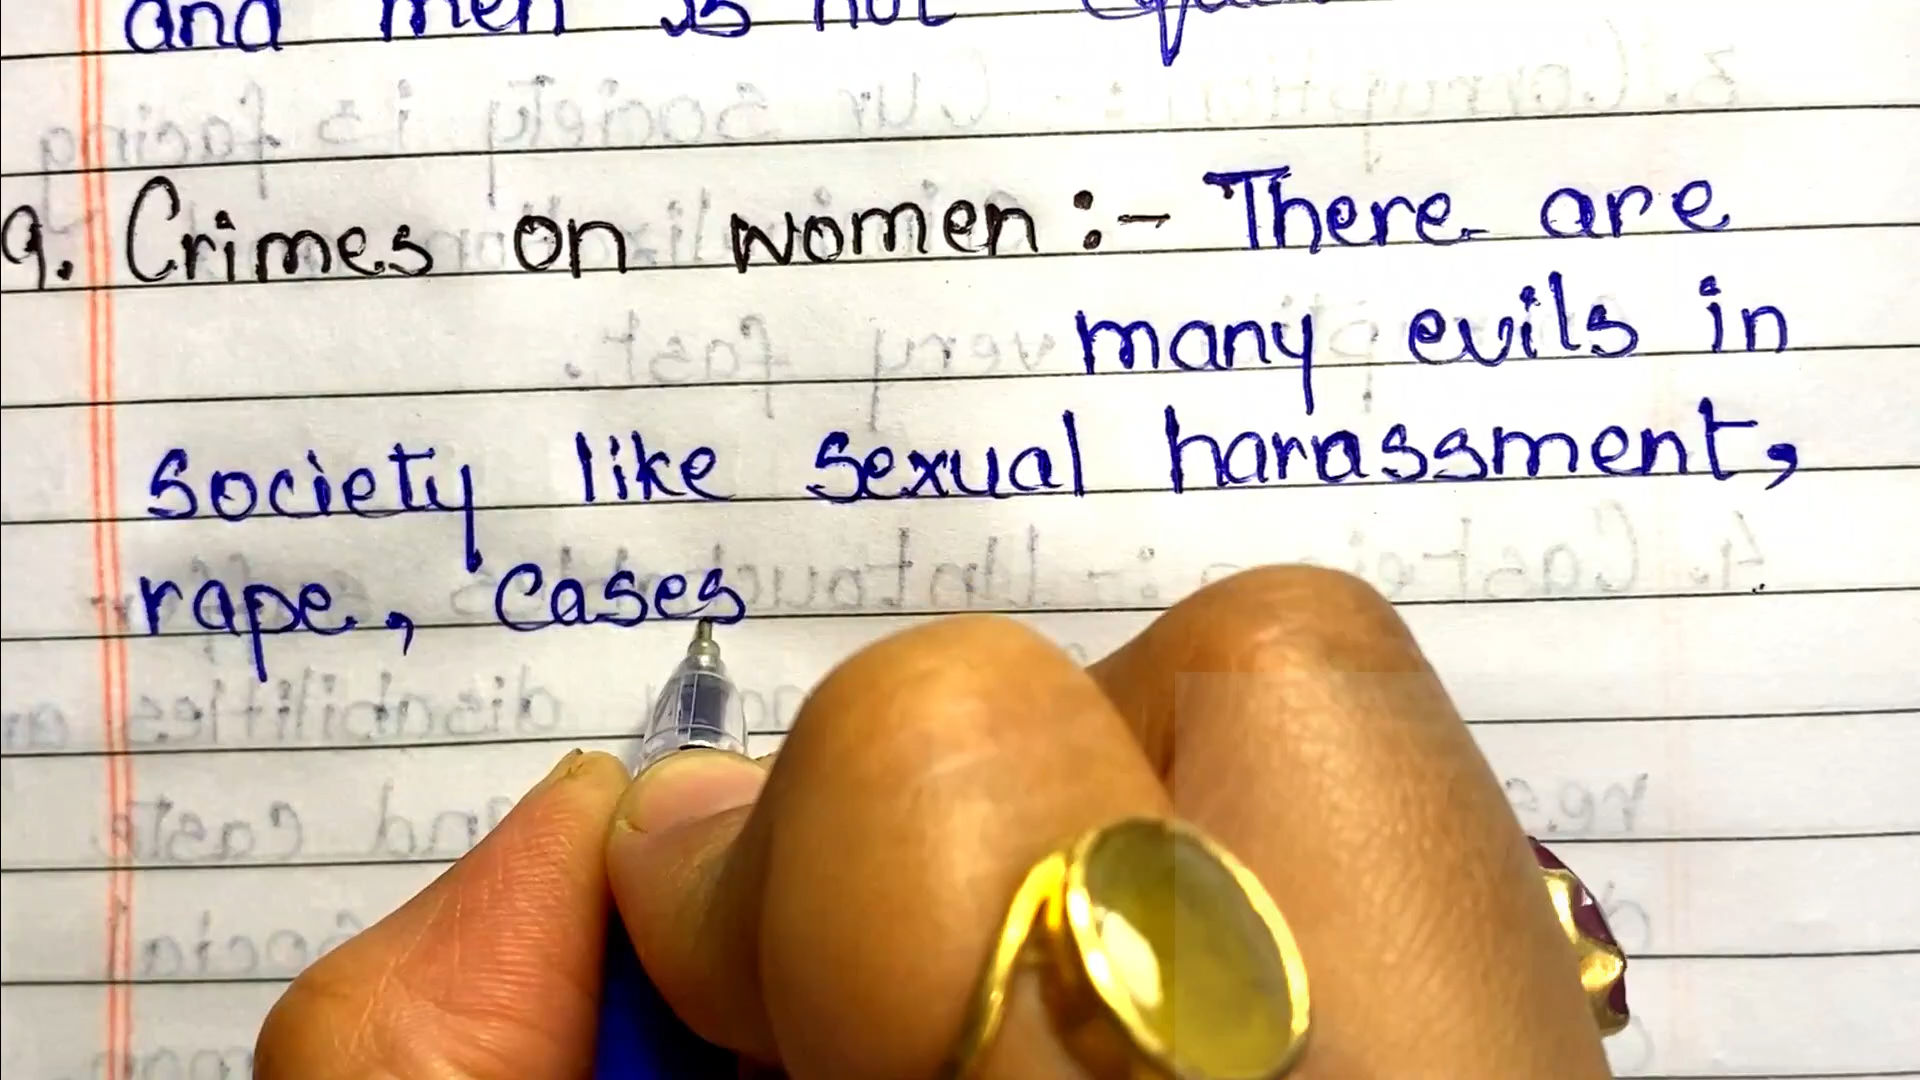 and men is not
9. Crimes on women :- There are
many evils in
society like sexual harassment,
rape, cases